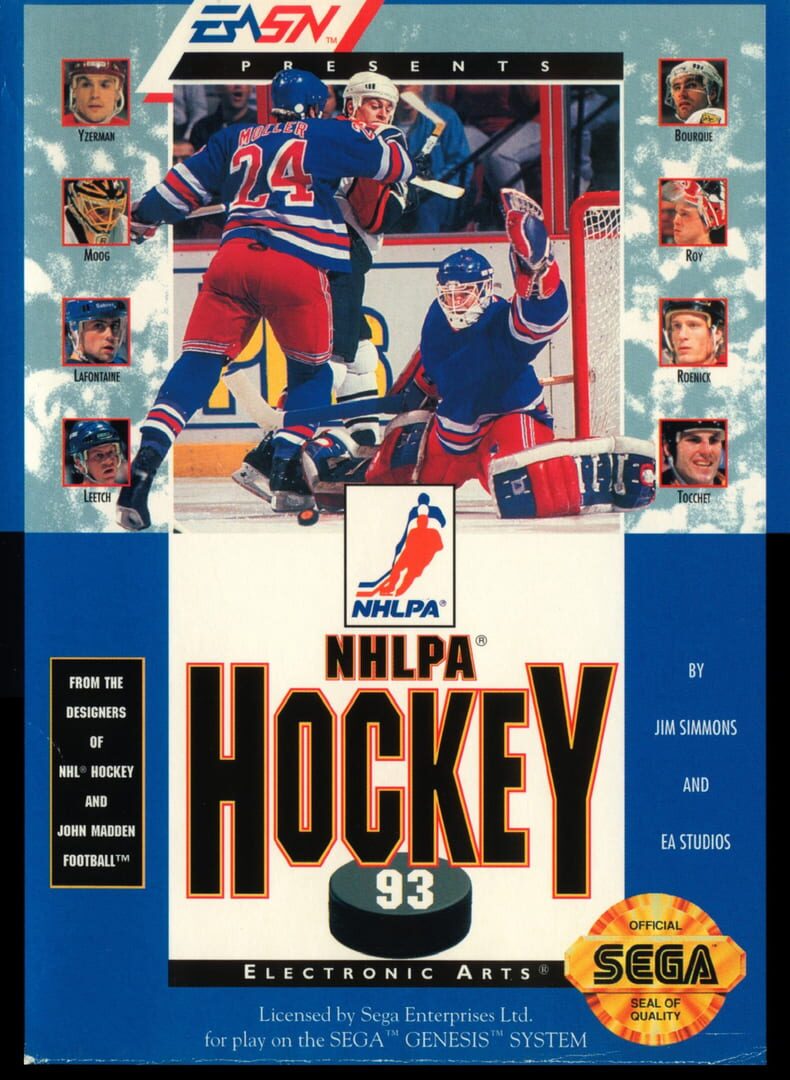 EASN™
PRESENTS
MOLLER
24
YZERMAN
MOOG
LAFONTAINE
LEETCH
BOURQUE
ROY
ROENICK
TOCCHET
NHLPA®
NHLPA®
HOCKEY
93
FROM THE
DESIGNERS
OF
NHL® HOCKEY
AND
JOHN MADDEN
FOOTBALL™
BY
JIM SIMMONS
AND
EA STUDIOS
ELECTRONIC ARTS®
OFFICIAL
SEGA™
SEAL OF
QUALITY
Licensed by Sega Enterprises Ltd.
for play on the SEGA™ GENESIS™ SYSTEM